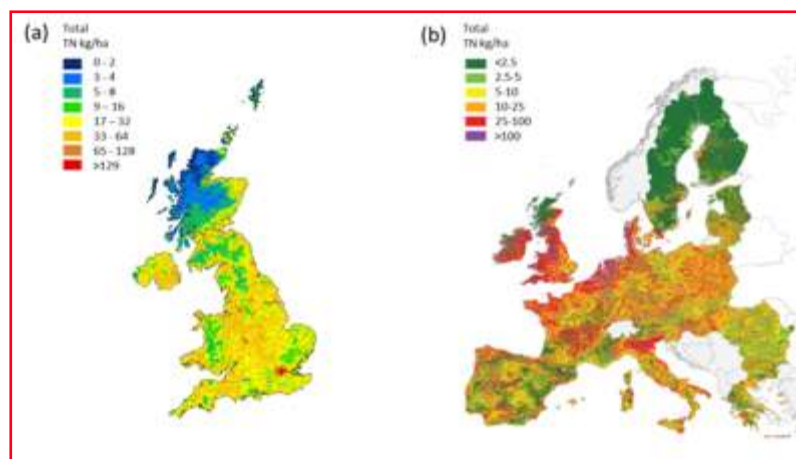 (a)
Total
TN kg/ha
0 - 2
3 - 4
5 - 8
9 - 16
17 - 32
33 - 64
65 - 128
>129
(b)
Total
TN kg/ha
<2.5
2.5-5
5-10
10-25
25-100
>100